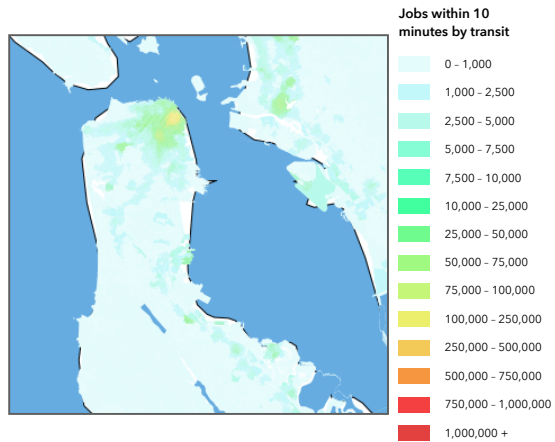 Jobs within 10
minutes by transit
0 – 1,000
1,000 – 2,500
2,500 – 5,000
5,000 – 7,500
7,500 – 10,000
10,000 – 25,000
25,000 – 50,000
50,000 – 75,000
75,000 – 100,000
100,000 – 250,000
250,000 – 500,000
500,000 – 750,000
750,000 – 1,000,000
1,000,000 +